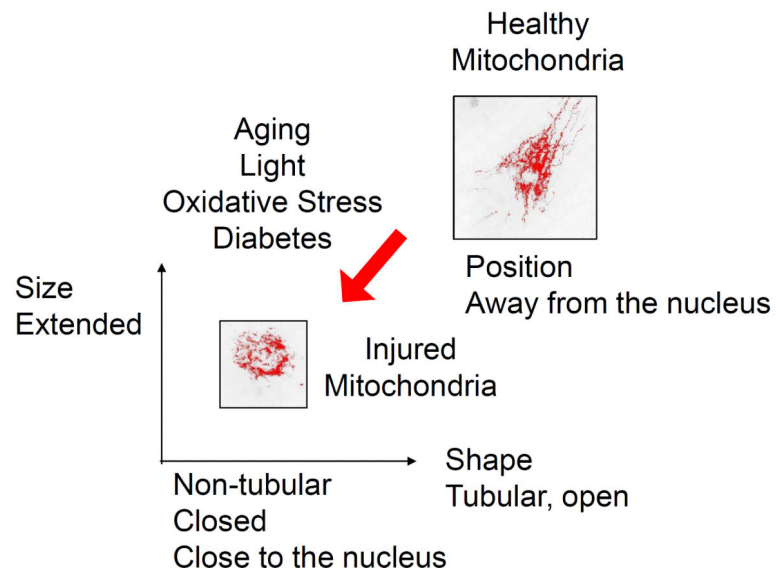 Healthy
Mitochondria
Aging
Light
Oxidative Stress
Diabetes
Position
Away from the nucleus
Size
Extended
Injured
Mitochondria
Shape
Tubular, open
Non-tubular
Closed
Close to the nucleus